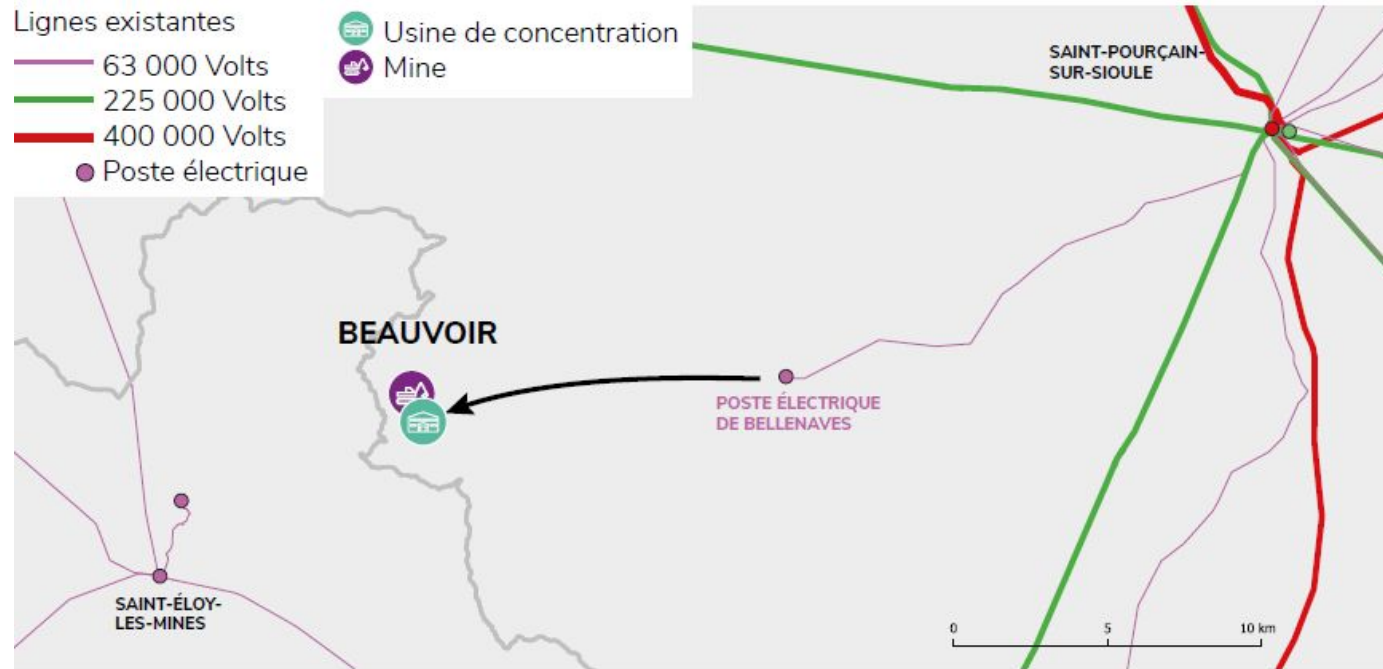 Lignes existantes
63 000 Volts
225 000 Volts
400 000 Volts
Poste électrique
Usine de concentration
Mine
SAINT-POURÇAIN-
SUR-SIOULE
BEAUVOIR
POSTE ÉLECTRIQUE
DE BELLENAVES
SAINT-ÉLOY-
LES-MINES
0 5 10 km